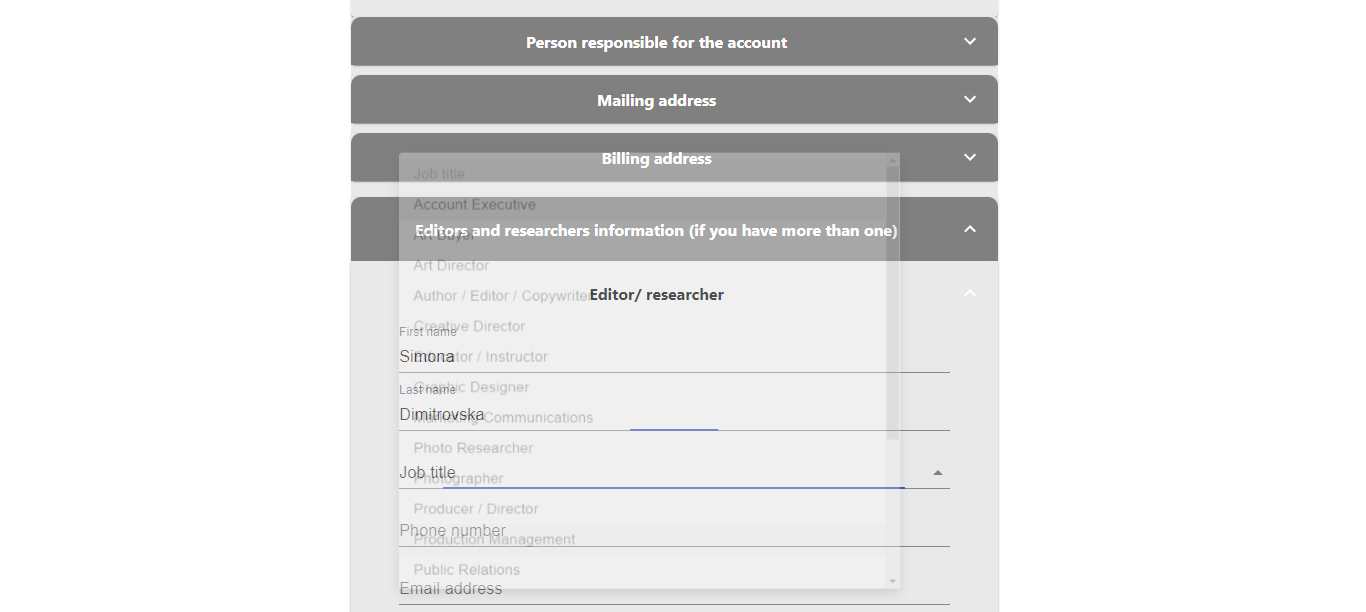 Person responsible for the account
Mailing address
Billing address
Job title
Account Executive
Art Buyer
Editors and researchers information (if you have more than one)
Art Director
Author / Editor / Copywriter
Editor/ researcher
Creative Director
First name
Simona
Educator / Instructor
Graphic Designer
Last name
Dimitrovska
Marketing Communications
Photo Researcher
Job title
Photographer
Producer / Director
Phone number
Production Management
Public Relations
Email address